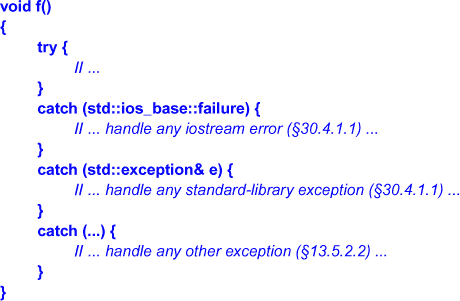 void f()
{
try {
// ...
}
catch (std::ios_base::failure) {
// ... handle any iostream error (§30.4.1.1) ...
}
catch (std::exception& e) {
// ... handle any standard-library exception (§30.4.1.1) ...
}
catch (...) {
// ... handle any other exception (§13.5.2.2) ...
}
}